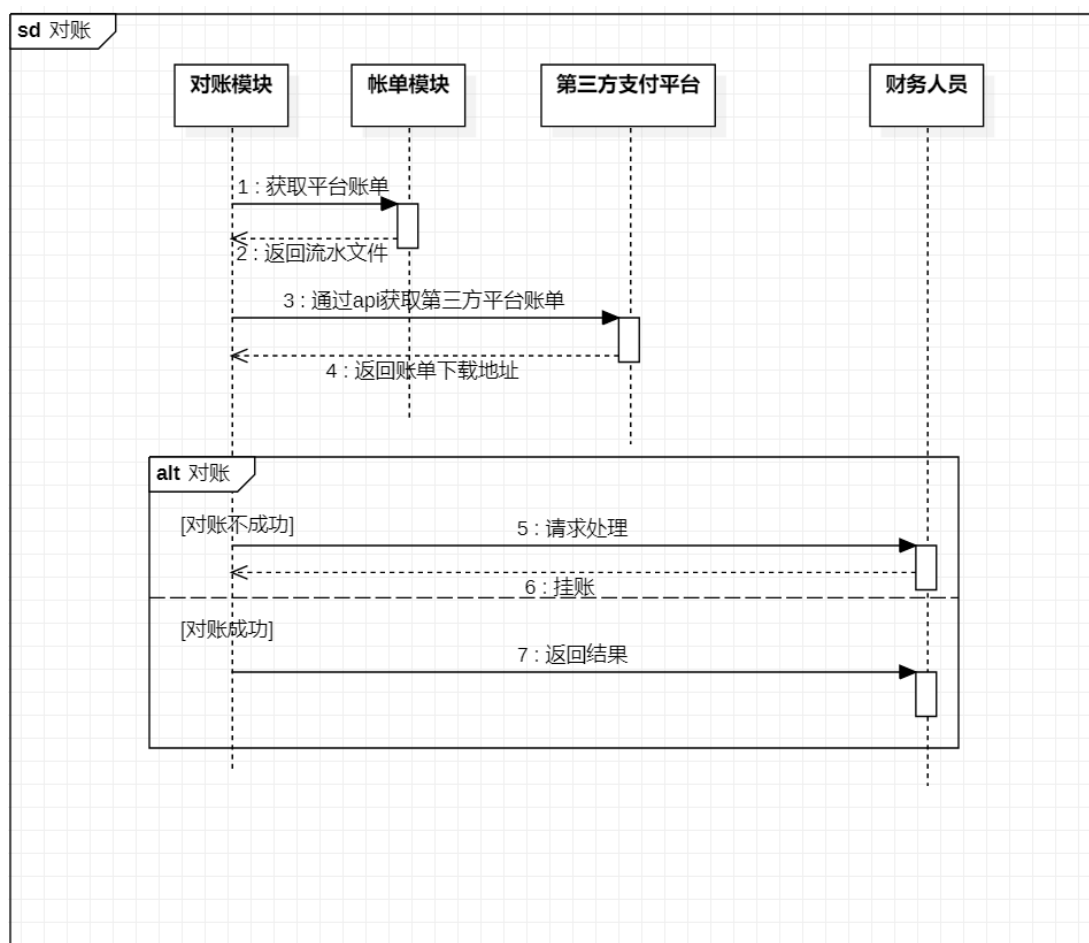 sd 对账
对账模块
帐单模块
第三方支付平台
财务人员
1 : 获取平台账单
2 : 返回流水文件
3 : 通过api获取第三方平台账单
4 : 返回账单下载地址
alt 对账
[对账不成功]
5 : 请求处理
6 : 挂账
[对账成功]
7 : 返回结果